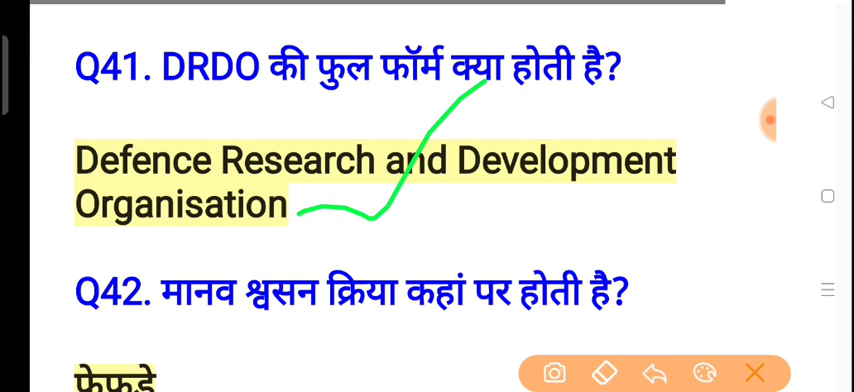 Q41. DRDO की फुल फॉर्म क्या होती है?
Defence Research and Development
Organisation
Q42. मानव श्वसन क्रिया कहां पर होती है?
फेफड़े